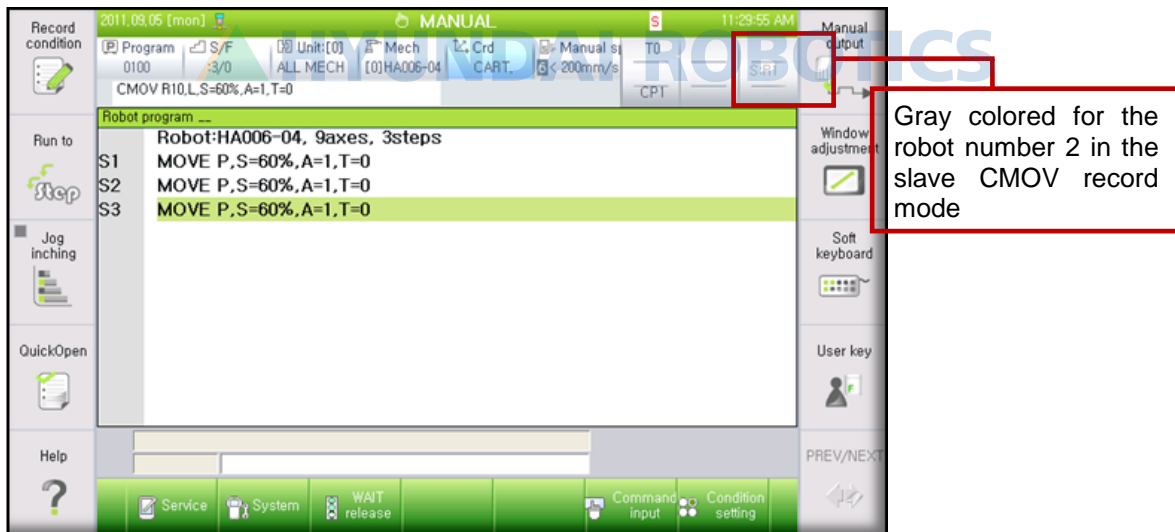 Record
condition
2011,09,05 [mon]
MANUAL
S
11:29:55 AM
Manual
output
HYUNDAI ROBOTICS
Program
0100
S/F
:3/0
Unit:[0]
ALL MECH
Mech
[0]HA006-04
Crd
CART.
Manual s
< 200mm/s
T0
CPT
CMOV R10,L,S=60%,A=1,T=0
Robot program __
Robot:HA006-04, 9axes, 3steps
S1 MOVE P,S=60%,A=1,T=0
S2 MOVE P,S=60%,A=1,T=0
S3 MOVE P,S=60%,A=1,T=0
Run to
Step
Jog
inching
QuickOpen
Help
?
Window
adjustment
Soft
keyboard
User key
F
PREV/NEXT
Service
System
WAIT
release
Command
input
Condition
setting
Gray colored for the
robot number 2 in the
slave CMOV record
mode